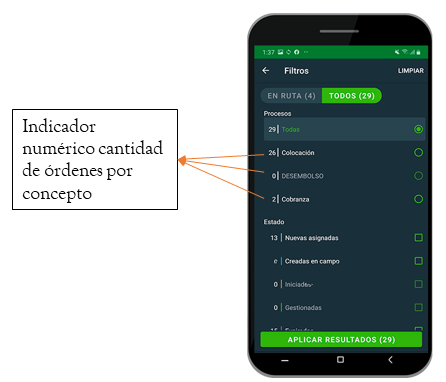 1:37
Filtros LIMPIAR
EN RUTA (4) TODOS (29)
Procesos
29 Todas
Indicador
numérico cantidad
de órdenes por
concepto
26 Colocación
0 DESEMBOLSO
2 Cobranza
Estado
13 Nuevas asignadas
Creadas en campo
0 Iniciadas
0 Gestionadas
APLICAR RESULTADOS (29)